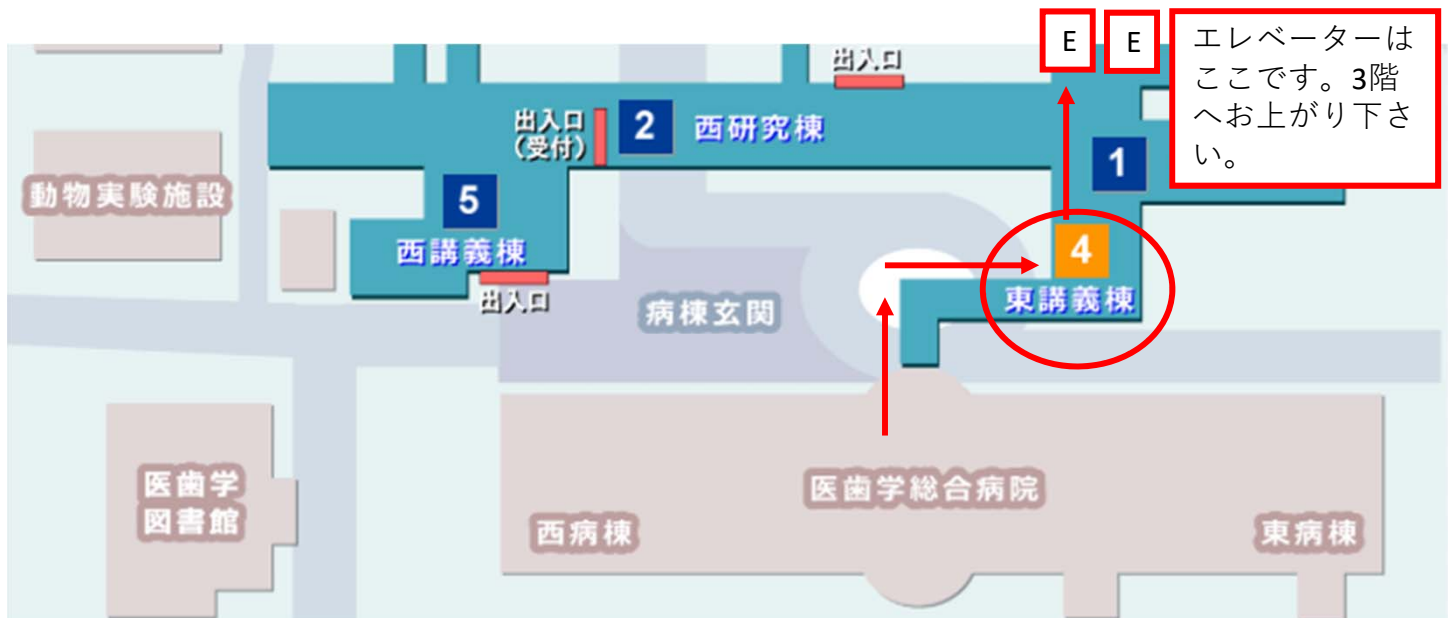 E
E
エレベーターは
ここです。3階
へお上がり下さ
い。
出入口
出入口
(受付)
2
西研究棟
1
動物実験施設
5
西講義棟
出入口
4
東講義棟
病棟玄関
医歯学
図書館
医歯学総合病院
西病棟
東病棟